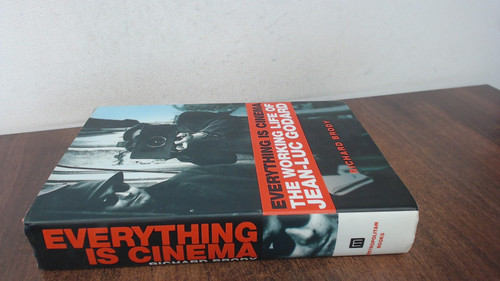 EVERYTHING IS CINEMA
THE WORKING LIFE OF
JEAN-LUC GODARD
RICHARD BRODY
EVERYTHING
IS CINEMA
RICHARD BRODY
M
METROPOLITAN
BOOKS